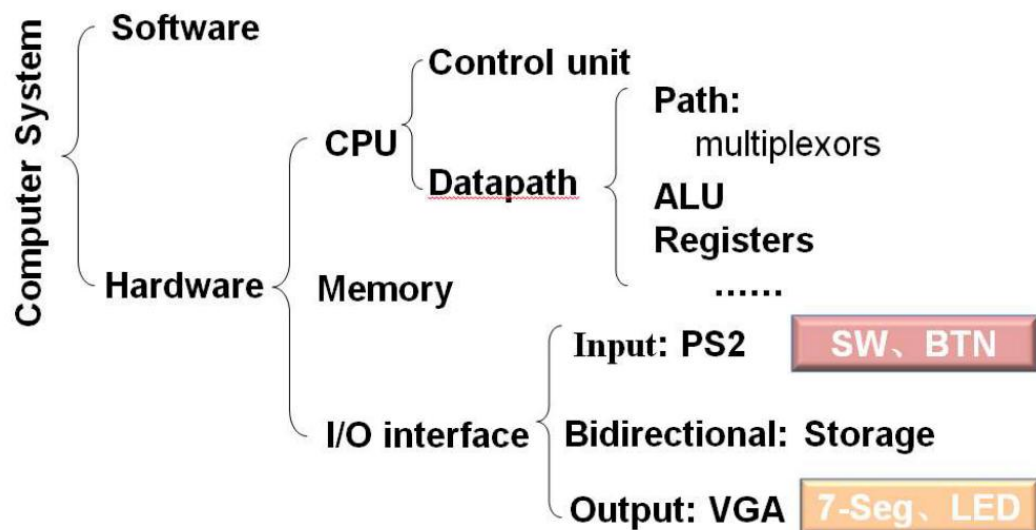 Computer System
Software
Hardware
CPU
Control unit
Datapath
Path:
multiplexors
ALU
Registers
......
Memory
I/O interface
Input: PS2
SW、BTN
Bidirectional: Storage
Output: VGA
7-Seg、LED